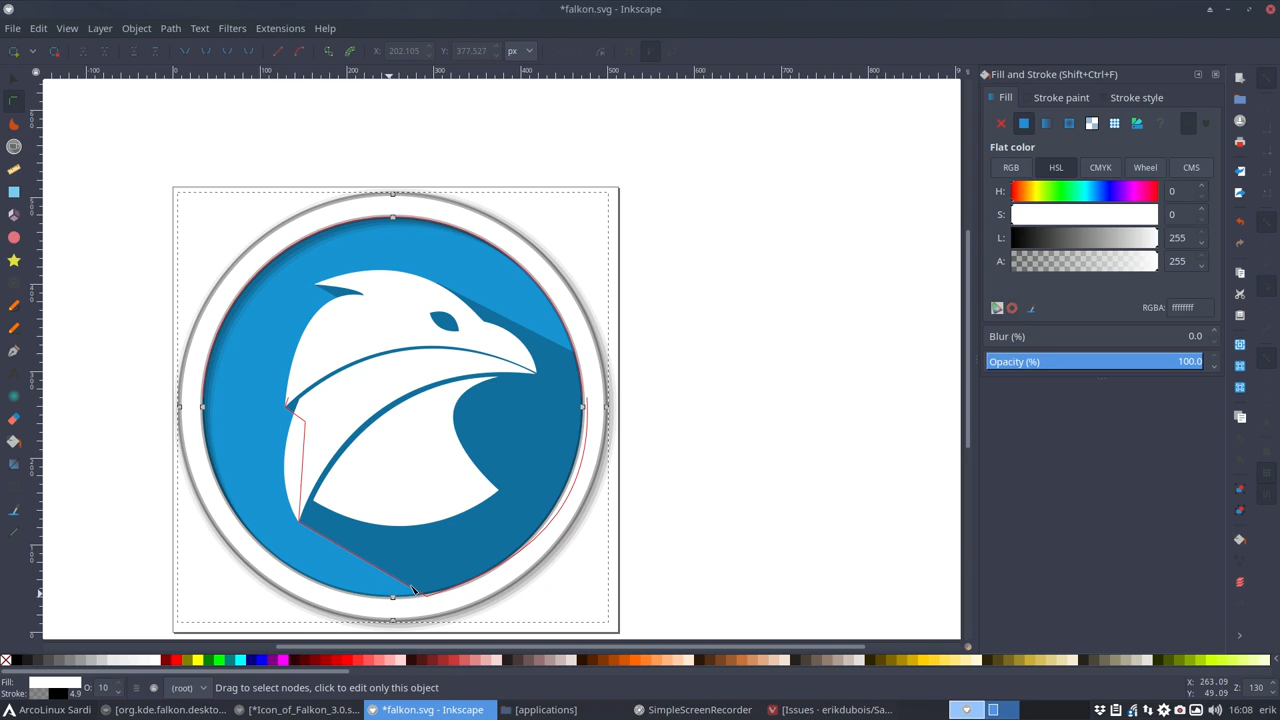 *falkon.svg - Inkscape
File Edit View Layer Object Path Text Filters Extensions Help
X: 202.105 Y: 377.527 px
Fill and Stroke (Shift+Ctrl+F)
Fill Stroke paint Stroke style
Flat color
RGB HSL CMYK Wheel CMS
H: 0
S: 0
L: 255
A: 255
RGBA: ffffffff
Blur (%) 0.0
Opacity (%) 100.0
Fill:
Stroke: 4.9
O: 10
(root)
Drag to select nodes, click to edit only this object
X: 263.09
Y: 49.09
Z: 130
ArcoLinux Sardi
[org.kde.falkon.deskto...
[*Icon_of_Falkon_3.0.s...
*falkon.svg - Inkscape
[applications]
SimpleScreenRecorder
[Issues · erikdubois/Sa...
16:08 erik